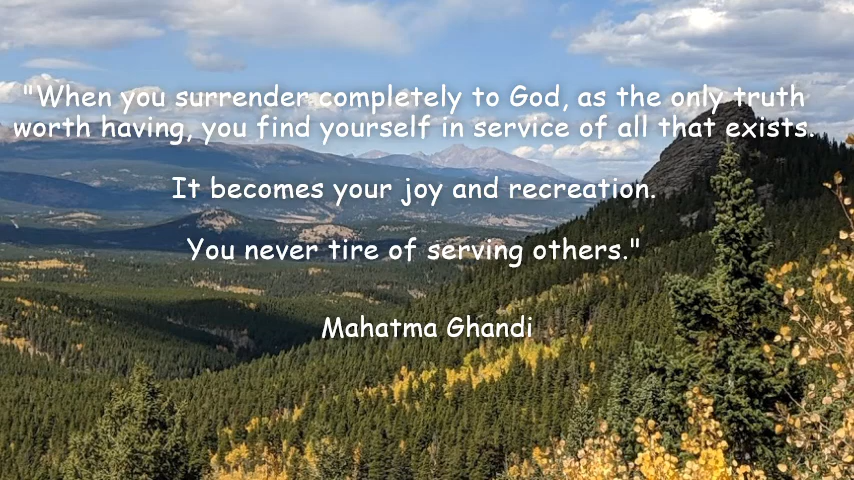 "When you surrender completely to God, as the only truth
worth having, you find yourself in service of all that exists.
It becomes your joy and recreation.
You never tire of serving others."
Mahatma Ghandi